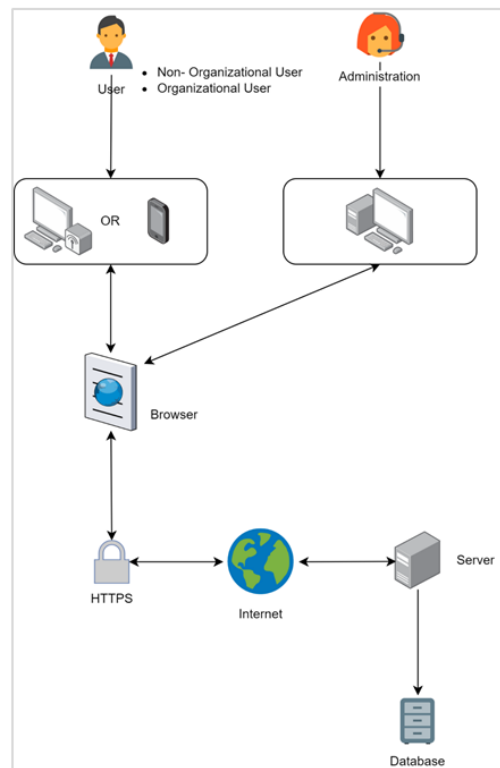 User
• Non- Organizational User
• Organizational User
Administration
OR
Browser
HTTPS
Internet
Server
Database